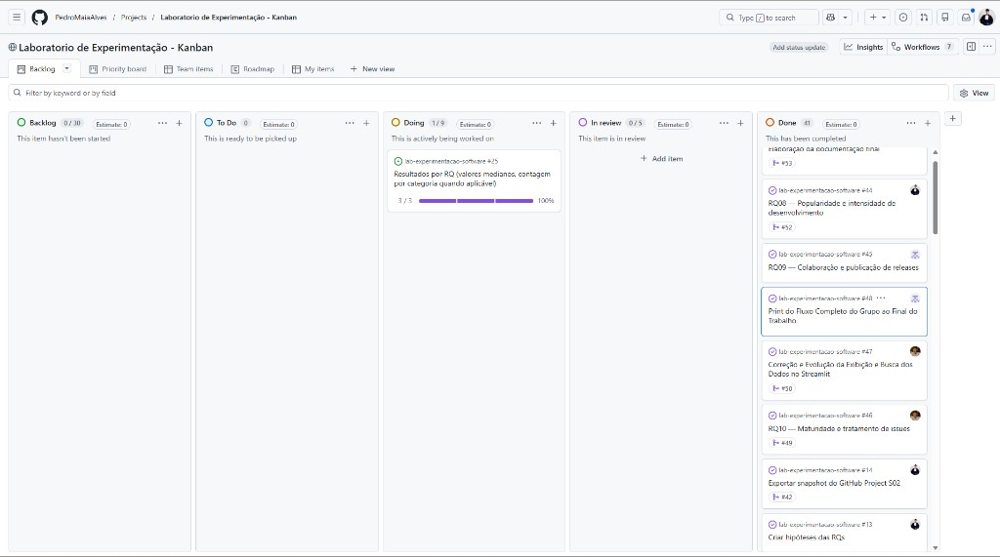 PedroMaiaAlves / Projects / Laboratorio de Experimentação - Kanban
Type / to search
Laboratorio de Experimentação - Kanban
Add status update
Insights
Workflows 7
Backlog
Priority board
Team items
Roadmap
My items
+ New view
Filter by keyword or by field
View
Backlog 0 / 30 Estimate: 0
This item hasn't been started
To Do 0 Estimate: 0
This is ready to be picked up
Doing 1 / 9 Estimate: 0
This is actively being worked on
lab-experimentacao-software #25
Resultados por RQ (valores medianos, contagem
por categoria quando aplicável)
3 / 3 100%
In review 0 / 5 Estimate: 0
This item is in review
+ Add item
Done 41 Estimate: 0
This has been completed
Elaboração da documentação final
#53
lab-experimentacao-software #44
RQ08 — Popularidade e intensidade de
desenvolvimento
#52
lab-experimentacao-software #45
RQ09 — Colaboração e publicação de releases
lab-experimentacao-software #48
Print do Fluxo Completo do Grupo ao Final do
Trabalho
lab-experimentacao-software #47
Correção e Evolução da Exibição e Busca dos
Dados no Streamlit
#50
lab-experimentacao-software #46
RQ10 — Maturidade e tratamento de issues
#49
lab-experimentacao-software #14
Exportar snapshot do GitHub Project S02
#42
lab-experimentacao-software #13
Criar hipóteses das RQs